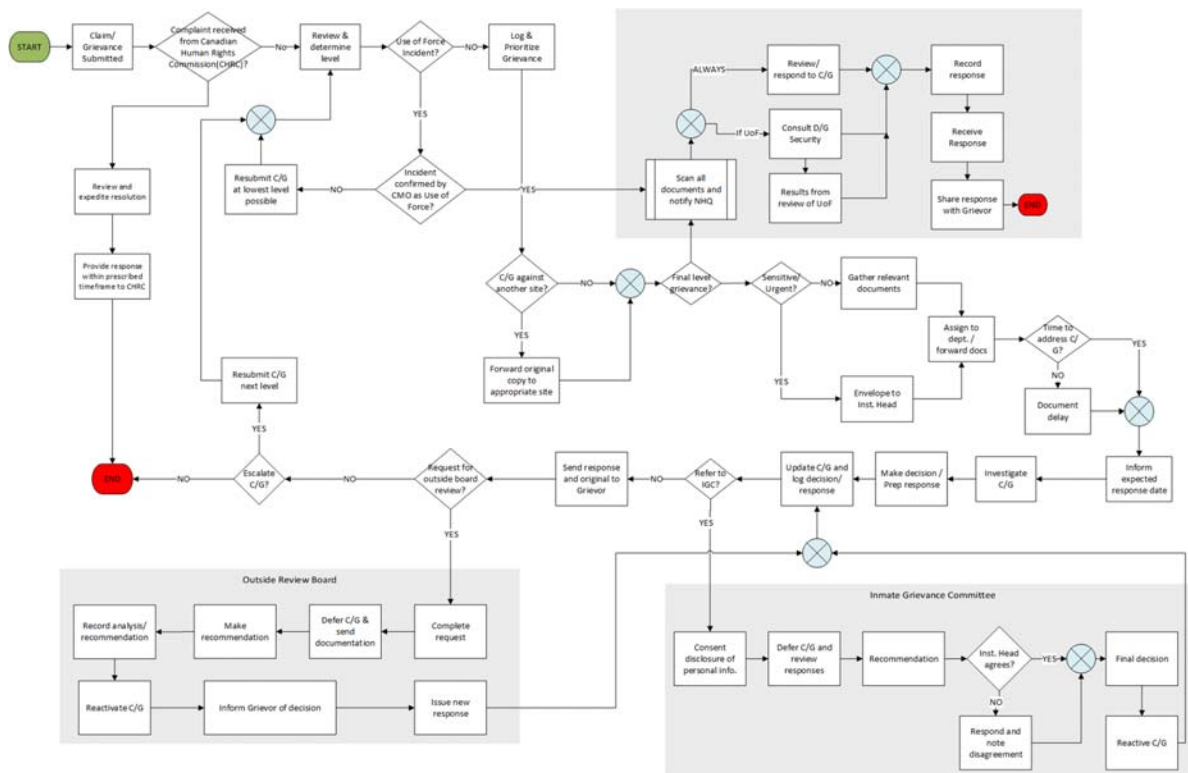 START
Claim/
Grievance
Submitted
Complaint received
from Canadian
Human Rights
Commission(CHRC)?
No
Review &
determine
level
Use of Force
Incident?
NO
Log &
Prioritize
Grievance
YES
Resubmit C/G
at lowest level
possible
NO
Incident
confirmed by
CMO as Use of
Force?
YES
ALWAYS
Review/
respond to C/G
Record
response
If UoF
Consult D/G
Security
Receive
Response
Scan all
documents and
notify NHQ
Results from
review of UoF
Share response
with Grievor
END
Review and
expedite resolution
Provide response
within prescribed
timeframe to CHRC
C/G against
another site?
NO
Final level
grievance?
Sensitive/
Urgent?
NO
Gather relevant
documents
YES
Forward original
copy to
appropriate site
YES
Envelope to
Inst. Head
Assign to
dept. /
forward docs
Time to
address C/
G?
YES
NO
Document
delay
Resubmit C/G
next level
YES
END
NO
Escalate
C/G?
NO
Request for
outside board
review?
Send response
and original to
Grievor
NO
Refer to
IGC?
Update C/G and
log decision/
response
Make decision /
Prep response
Investigate
C/G
Inform
expected
response date
YES
YES
Outside Review Board
Record analysis/
recommendation
Make
recommendation
Defer C/G &
send
documentation
Complete
request
Reactivate C/G
Inform Grievor of decision
Issue new
response
Inmate Grievance Committee
Consent
disclosure of
personal info.
Defer C/G and
review
responses
Recommendation
Inst. Head
agrees?
YES
Final decision
NO
Respond and
note
disagreement
Reactive C/G